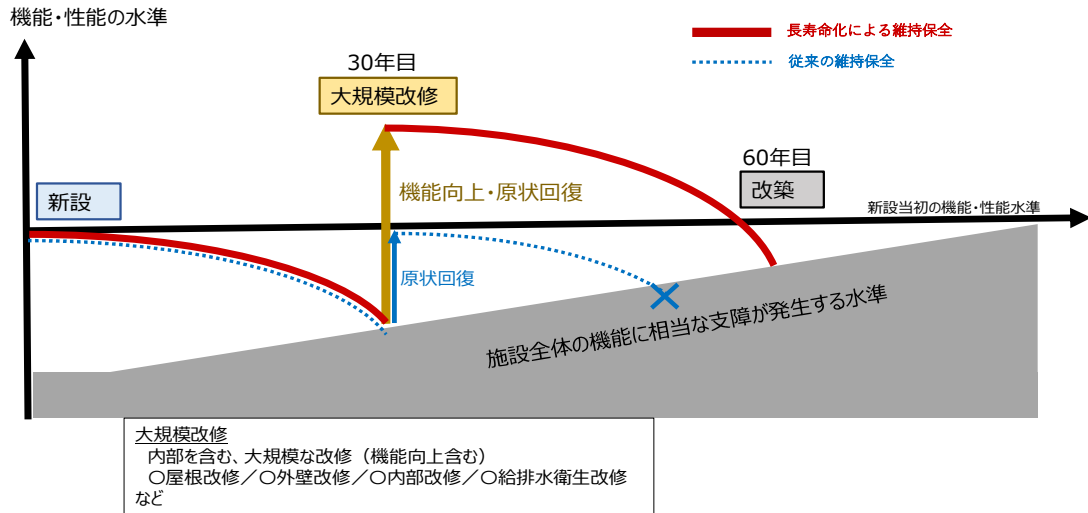 機能・性能の水準
長寿命化による維持保全
従来の維持保全
30年目
大規模改修
60年目
改築
新設
機能向上・原状回復
新設当初の機能・性能水準
原状回復
施設全体の機能に相当な支障が発生する水準
大規模改修
内部を含む、大規模な改修（機能向上含む）
〇屋根改修／〇外壁改修／〇内部改修／〇給排水衛生改修
など